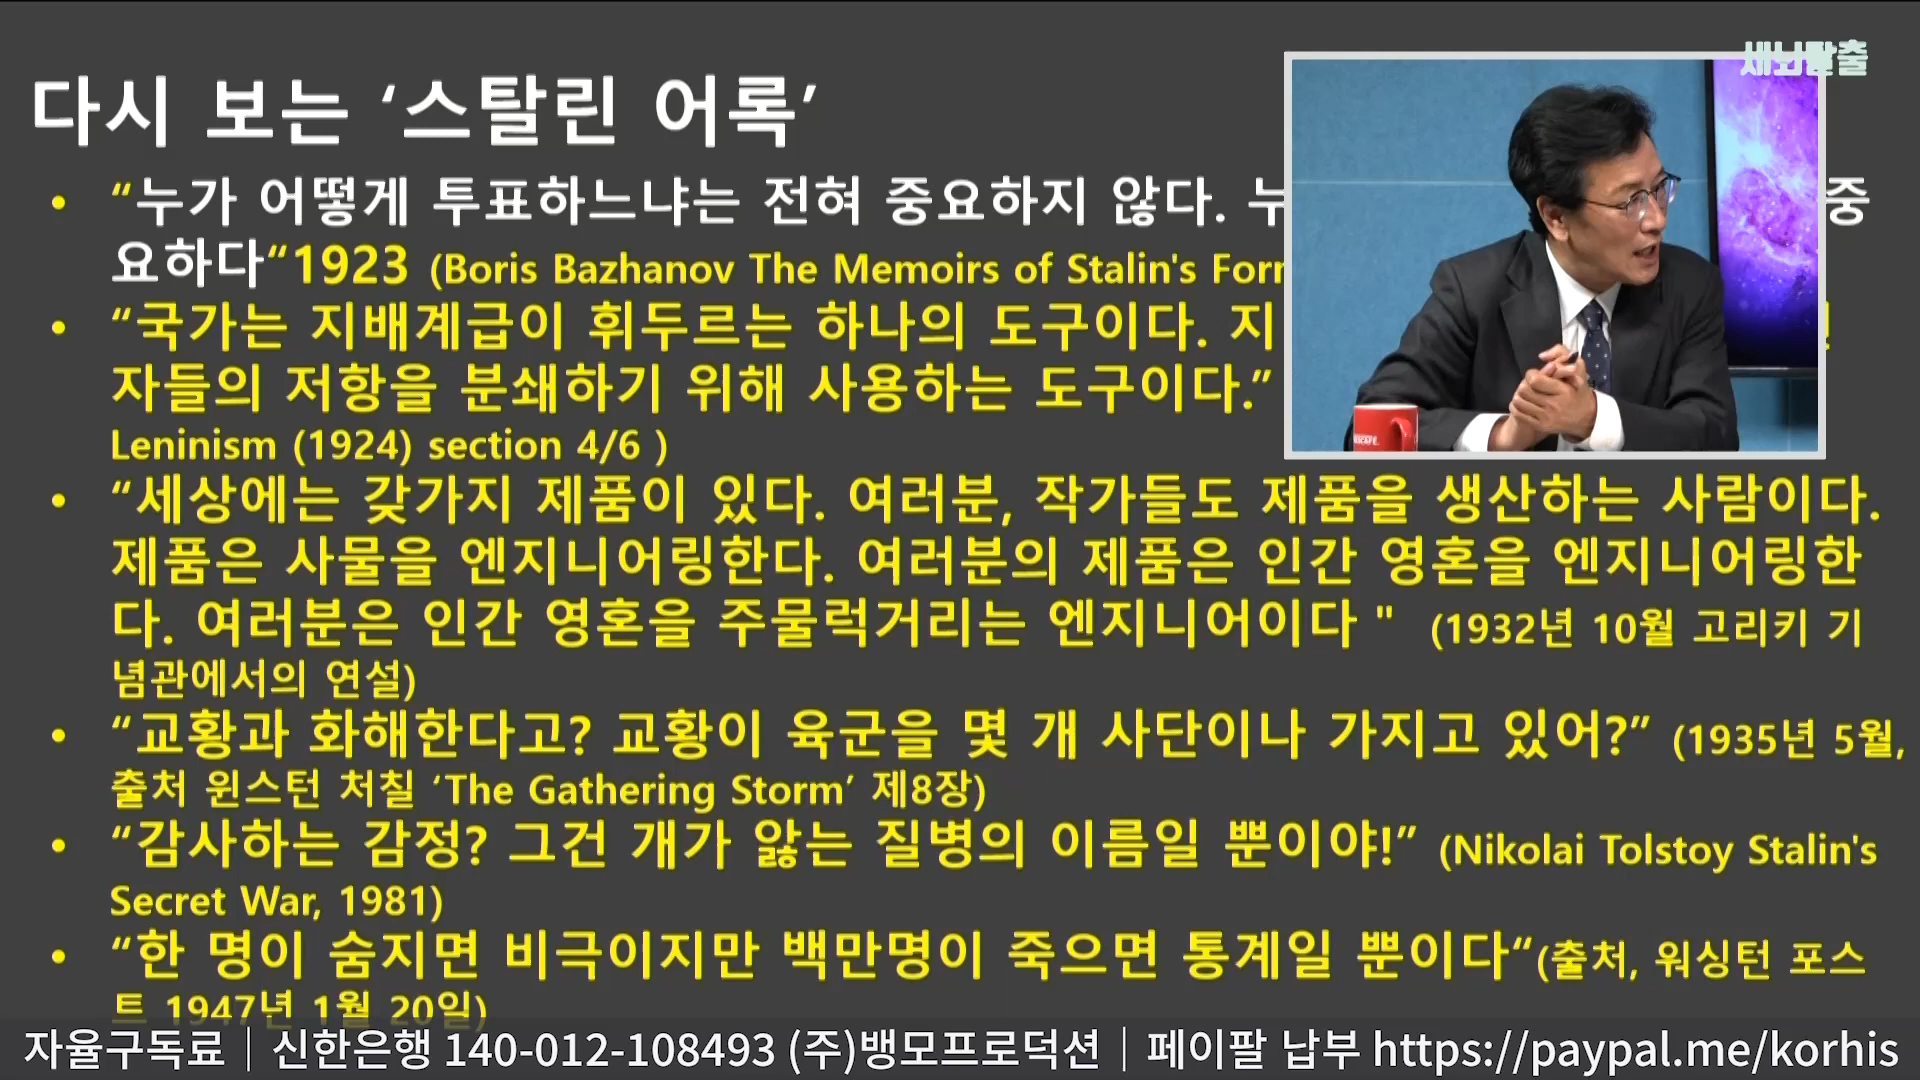 세뇌탈출
다시 보는 ‘스탈린 어록’
• “누가 어떻게 투표하느냐는 전혀 중요하지 않다. 중
요하다“1923 (Boris Bazhanov The Memoirs of Stalin's
• “국가는 지배계급이 휘두르는 하나의 도구이다.
자들의 저항을 분쇄하기 위해 사용하는 도구이다.”
Leninism (1924) section 4/6 )
• “세상에는 갖가지 제품이 있다. 여러분, 작가들도 제품을 생산하는 사람이다.
제품은 사물을 엔지니어링한다. 여러분의 제품은 인간 영혼을 엔지니어링한
다. 여러분은 인간 영혼을 주물럭거리는 엔지니어이다 " (1932년 10월 고리키 기
념관에서의 연설)
• “교황과 화해한다고? 교황이 육군을 몇 개 사단이나 가지고 있어?” (1935년 5월,
출처 윈스턴 처칠 ‘The Gathering Storm’ 제8장)
• “감사하는 감정? 그건 개가 앓는 질병의 이름일 뿐이야!” (Nikolai Tolstoy Stalin's
Secret War, 1981)
• “한 명이 숨지면 비극이지만 백만명이 죽으면 통계일 뿐이다“(출처, 워싱턴 포스
트 1947년 1월 20일)
자율구독료│신한은행 140-012-108493 (주)뱅모프로덕션│페이팔 납부 https://paypal.me/korhis